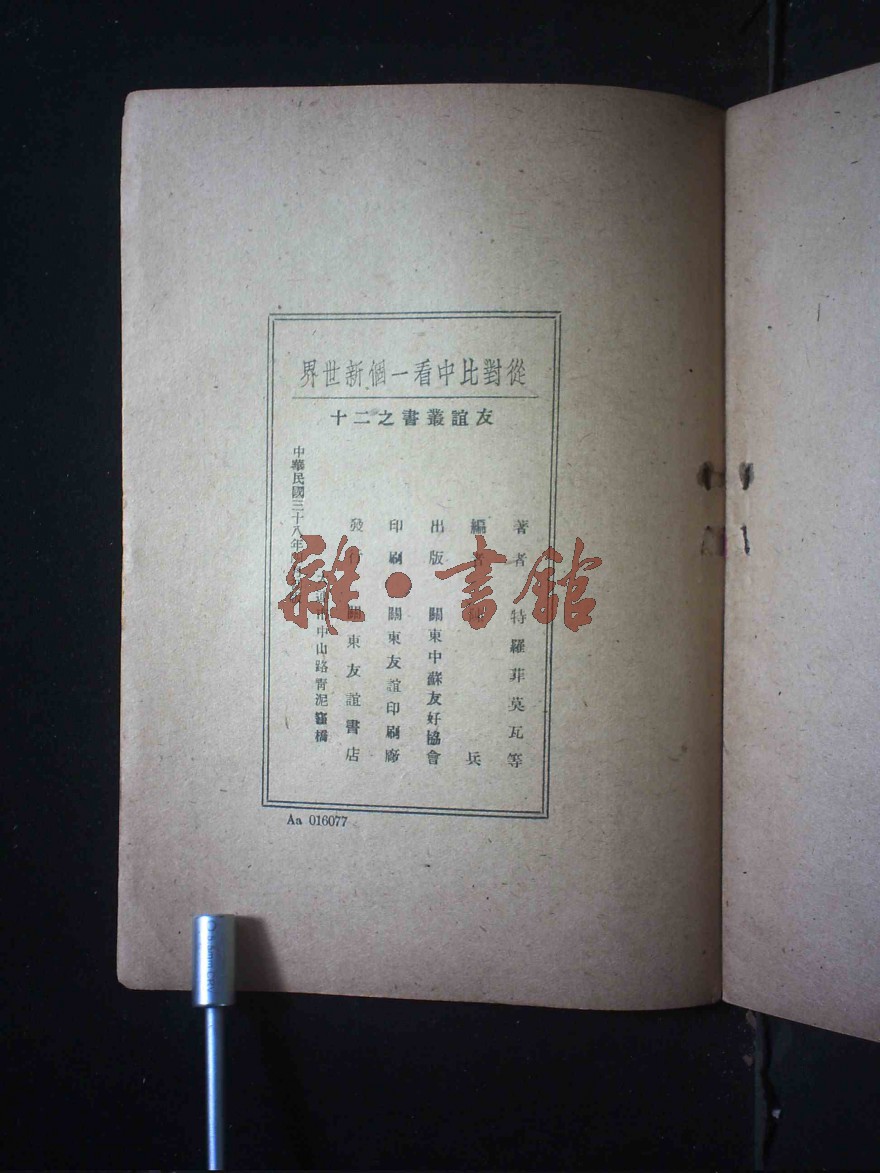 從對比中看一個新世界
友誼叢書之二十
著者 特羅菲莫瓦等
編者 兵
出版 關東中蘇友好協會
印刷 關東友誼印刷廠
發行 關東友誼書店
中山路青泥窪橋
中華民國三十八年
Aa 016077
雜·書館